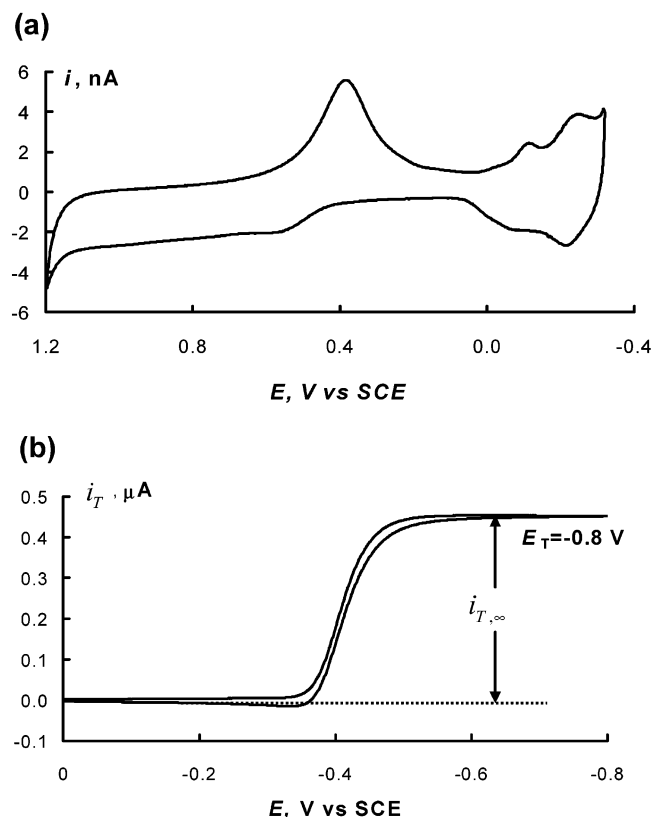 (a)
i, nA
6
4
2
0
-2
-4
-6
1.2 0.8 0.4 0.0 -0.4
E, V vs SCE
(b)
i_T, μA
0.5
0.4
0.3
0.2
0.1
0.0
-0.1
E_T=-0.8 V
i_T,∞
0 -0.2 -0.4 -0.6 -0.8
E, V vs SCE